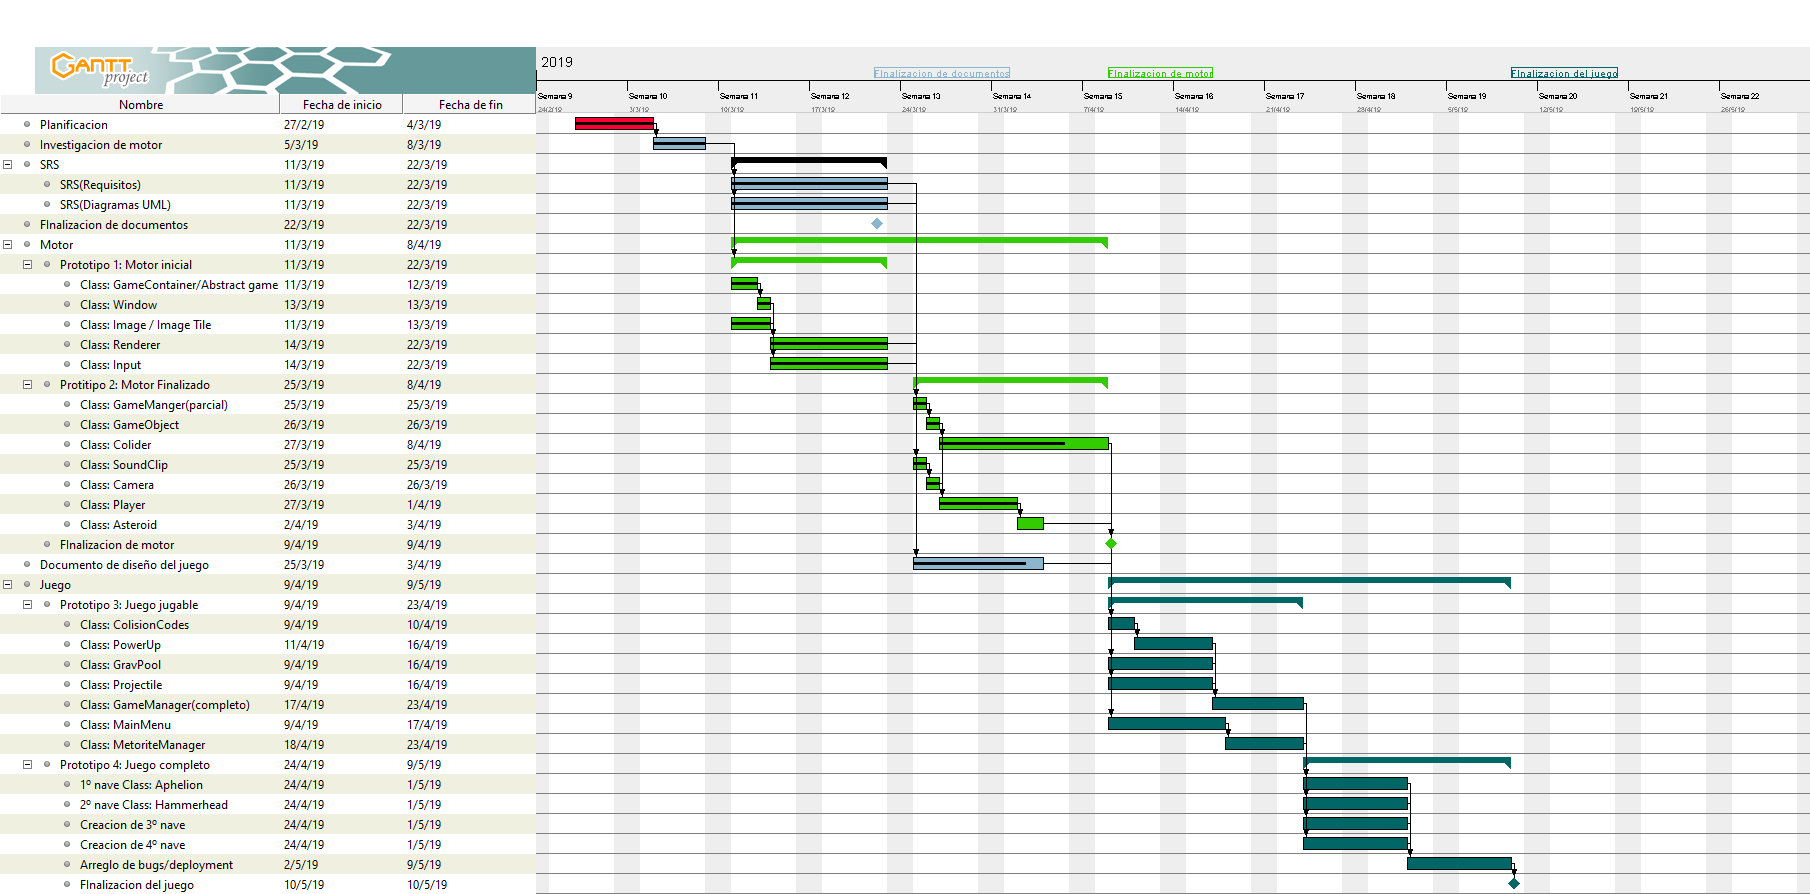 GANTT
project
2019
FInalizacion de documentos
FInalizacion de motor
FInalizacion del juego
Nombre Fecha de inicio Fecha de fin
Semana 9 Semana 10 Semana 11 Semana 12 Semana 13 Semana 14 Semana 15 Semana 16 Semana 17 Semana 18 Semana 19 Semana 20 Semana 21 Semana 22
24/2/19 3/3/19 10/3/19 17/3/19 24/3/19 31/3/19 7/4/19 14/4/19 21/4/19 28/4/19 5/5/19 12/5/19 19/5/19 26/5/19
Planificacion 27/2/19 4/3/19
Investigacion de motor 5/3/19 8/3/19
SRS 11/3/19 22/3/19
SRS(Requisitos) 11/3/19 22/3/19
SRS(Diagramas UML) 11/3/19 22/3/19
FInalizacion de documentos 22/3/19 22/3/19
Motor 11/3/19 8/4/19
Prototipo 1: Motor inicial 11/3/19 22/3/19
Class: GameContainer/Abstract game 11/3/19 12/3/19
Class: Window 13/3/19 13/3/19
Class: Image / Image Tile 11/3/19 13/3/19
Class: Renderer 14/3/19 22/3/19
Class: Input 14/3/19 22/3/19
Protitipo 2: Motor Finalizado 25/3/19 8/4/19
Class: GameManger(parcial) 25/3/19 25/3/19
Class: GameObject 26/3/19 26/3/19
Class: Colider 27/3/19 8/4/19
Class: SoundClip 25/3/19 25/3/19
Class: Camera 26/3/19 26/3/19
Class: Player 27/3/19 1/4/19
Class: Asteroid 2/4/19 3/4/19
FInalizacion de motor 9/4/19 9/4/19
Documento de diseño del juego 25/3/19 3/4/19
Juego 9/4/19 9/5/19
Prototipo 3: Juego jugable 9/4/19 23/4/19
Class: ColisionCodes 9/4/19 10/4/19
Class: PowerUp 11/4/19 16/4/19
Class: GravPool 9/4/19 16/4/19
Class: Projectile 9/4/19 16/4/19
Class: GameManager(completo) 17/4/19 23/4/19
Class: MainMenu 9/4/19 17/4/19
Class: MetoriteManager 18/4/19 23/4/19
Prototipo 4: Juego completo 24/4/19 9/5/19
1º nave Class: Aphelion 24/4/19 1/5/19
2º nave Class: Hammerhead 24/4/19 1/5/19
Creacion de 3º nave 24/4/19 1/5/19
Creacion de 4º nave 24/4/19 1/5/19
Arreglo de bugs/deployment 2/5/19 9/5/19
FInalizacion del juego 10/5/19 10/5/19